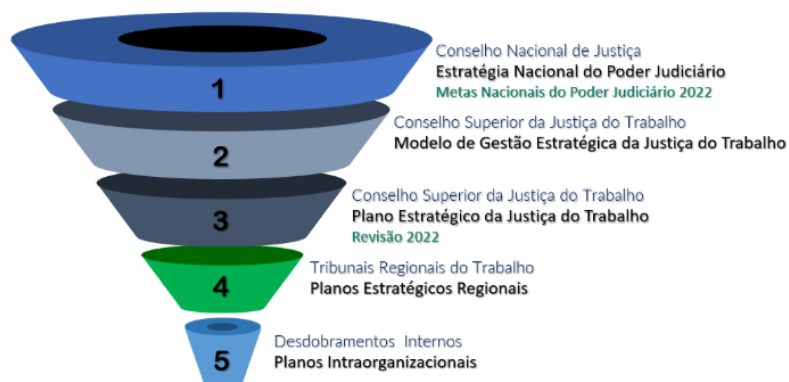 1
Conselho Nacional de Justiça
Estratégia Nacional do Poder Judiciário
Metas Nacionais do Poder Judiciário 2022
2
Conselho Superior da Justiça do Trabalho
Modelo de Gestão Estratégica da Justiça do Trabalho
3
Conselho Superior da Justiça do Trabalho
Plano Estratégico da Justiça do Trabalho
Revisão 2022
4
Tribunais Regionais do Trabalho
Planos Estratégicos Regionais
5
Desdobramentos Internos
Planos Intraorganizacionais